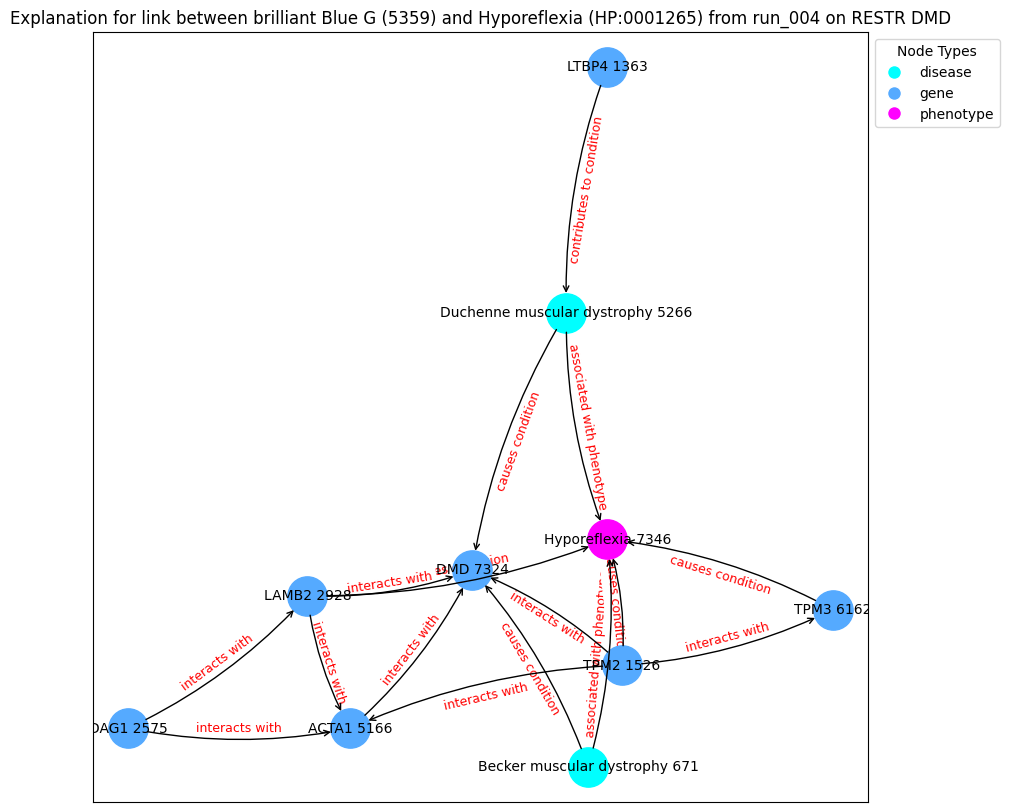 Explanation for link between brilliant Blue G (5359) and Hyporeflexia (HP:0001265) from run_004 on RESTR DMD
Node Types
disease
gene
phenotype
LTBP4 1363
contributes to condition
Duchenne muscular dystrophy 5266
causes condition
associated with phenotype
Hyporeflexia 7346
DMD 7324
interacts with
causes condition
LAMB2 2928
TPM3 6162
interacts with
causes condition
interacts with
associated with
interacts with
TPM2 1526
interacts with
interacts with
causes condition
interacts with
interacts with
DAG1 2575
ACTA1 5166
Becker muscular dystrophy 671